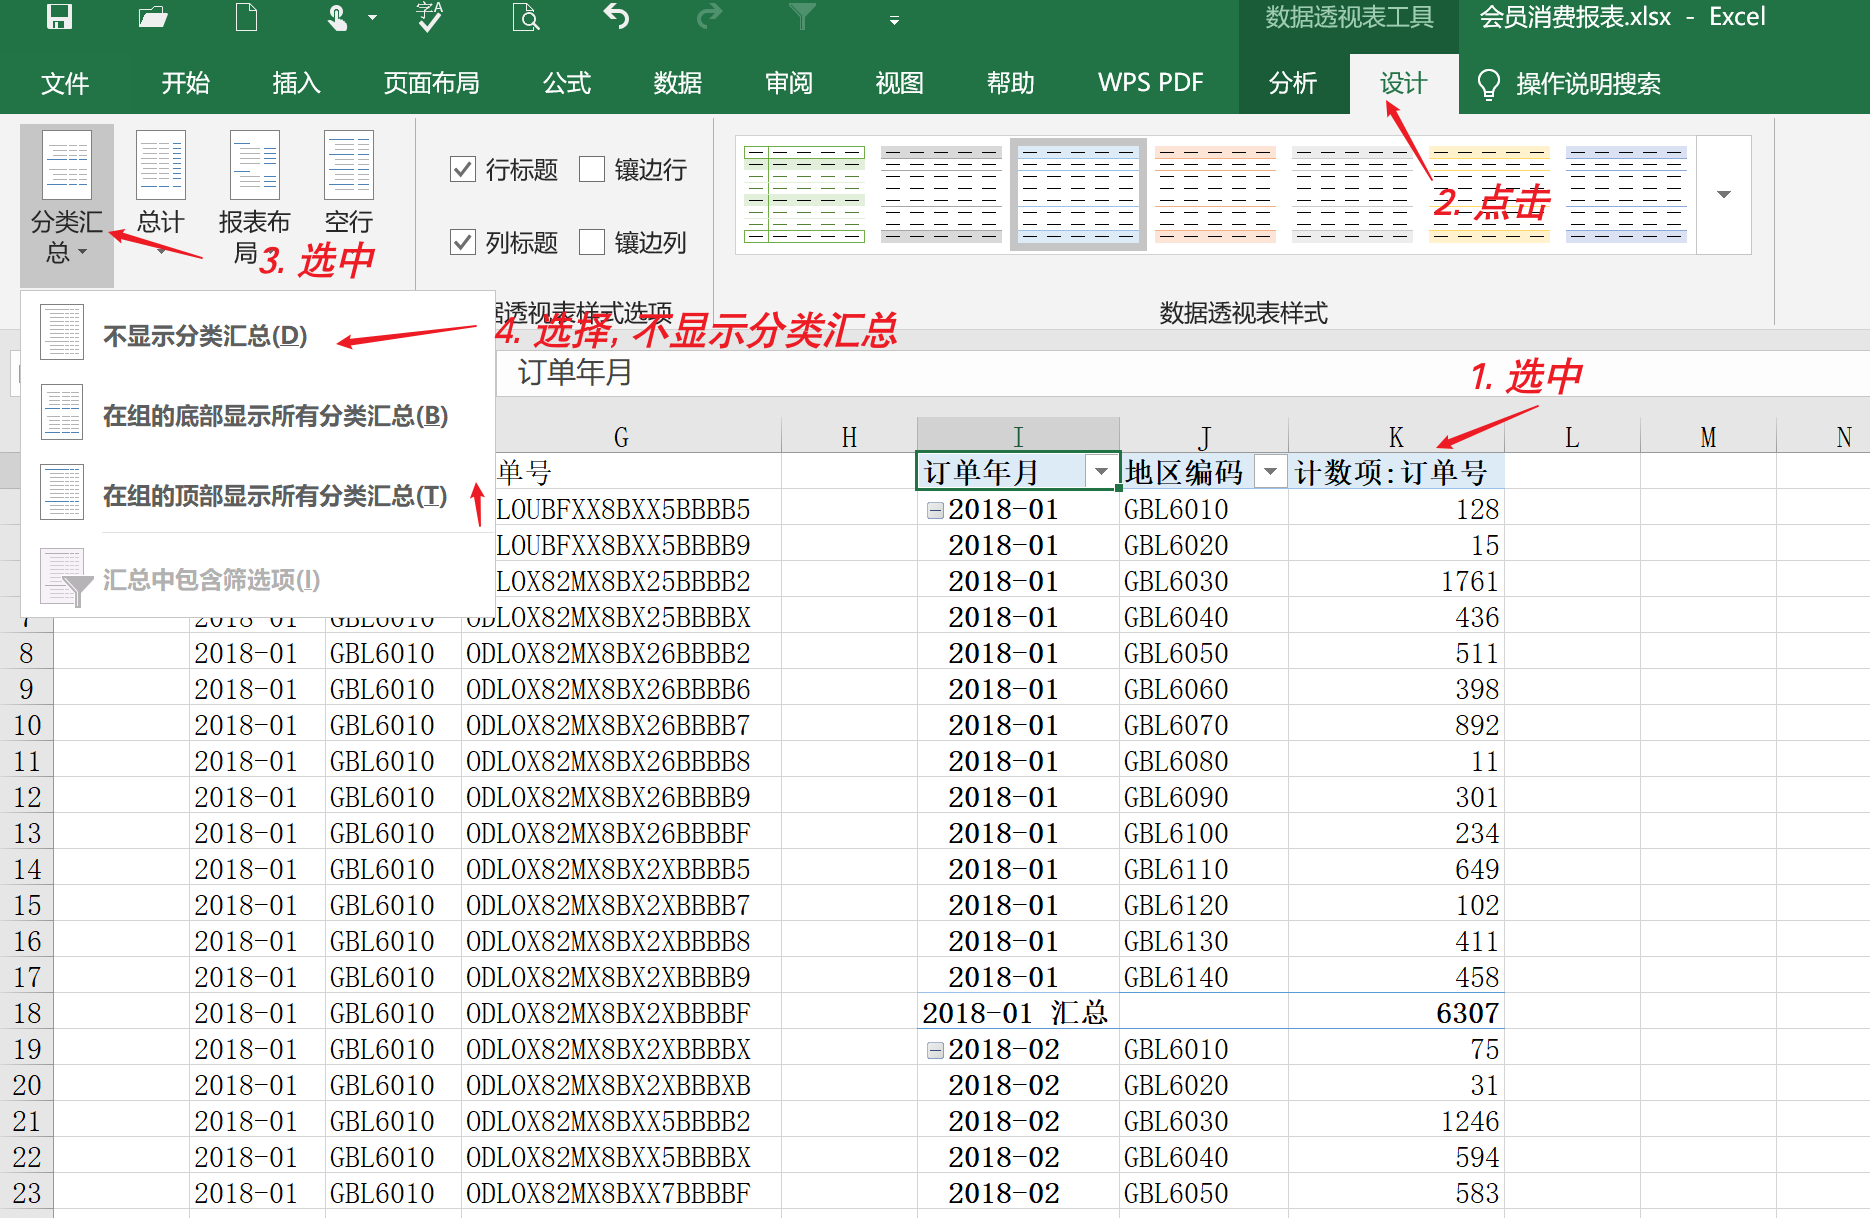 字A
数据透视表工具
会员消费报表.xlsx - Excel
文件 开始 插入 页面布局 公式 数据 审阅 视图 帮助 WPS PDF 分析 设计 操作说明搜索
分类汇总 总计 报表布局 空行
行标题 镶边行
列标题 镶边列
3. 选中
2. 点击
透视表样式选项
数据透视表样式
4. 选择, 不显示分类汇总
不显示分类汇总(D)
在组的底部显示所有分类汇总(B)
在组的顶部显示所有分类汇总(T)
汇总中包含筛选项(I)
订单年月
1. 选中
G H I J K L M N
单号 订单年月 地区编码 计数项:订单号
LOUBFXX8BXX5BBBB5 2018-01 GBL6010 128
LOUBFXX8BXX5BBBB9 2018-01 GBL6020 15
LOX82MX8BX25BBBB2 2018-01 GBL6030 1761
7 2018-01 GBL6010 ODLOX82MX8BX25BBBBX 2018-01 GBL6040 436
8 2018-01 GBL6010 ODLOX82MX8BX26BBBB2 2018-01 GBL6050 511
9 2018-01 GBL6010 ODLOX82MX8BX26BBBB6 2018-01 GBL6060 398
10 2018-01 GBL6010 ODLOX82MX8BX26BBBB7 2018-01 GBL6070 892
11 2018-01 GBL6010 ODLOX82MX8BX26BBBB8 2018-01 GBL6080 11
12 2018-01 GBL6010 ODLOX82MX8BX26BBBB9 2018-01 GBL6090 301
13 2018-01 GBL6010 ODLOX82MX8BX26BBBBF 2018-01 GBL6100 234
14 2018-01 GBL6010 ODLOX82MX8BX2XBBBB5 2018-01 GBL6110 649
15 2018-01 GBL6010 ODLOX82MX8BX2XBBBB7 2018-01 GBL6120 102
16 2018-01 GBL6010 ODLOX82MX8BX2XBBBB8 2018-01 GBL6130 411
17 2018-01 GBL6010 ODLOX82MX8BX2XBBBB9 2018-01 GBL6140 458
18 2018-01 GBL6010 ODLOX82MX8BX2XBBBBF 2018-01 汇总 6307
19 2018-01 GBL6010 ODLOX82MX8BX2XBBBBX 2018-02 GBL6010 75
20 2018-01 GBL6010 ODLOX82MX8BX2XBBBXB 2018-02 GBL6020 31
21 2018-01 GBL6010 ODLOX82MX8BXX5BBBB2 2018-02 GBL6030 1246
22 2018-01 GBL6010 ODLOX82MX8BXX5BBBBX 2018-02 GBL6040 594
23 2018-01 GBL6010 ODLOX82MX8BXX7BBBBF 2018-02 GBL6050 583